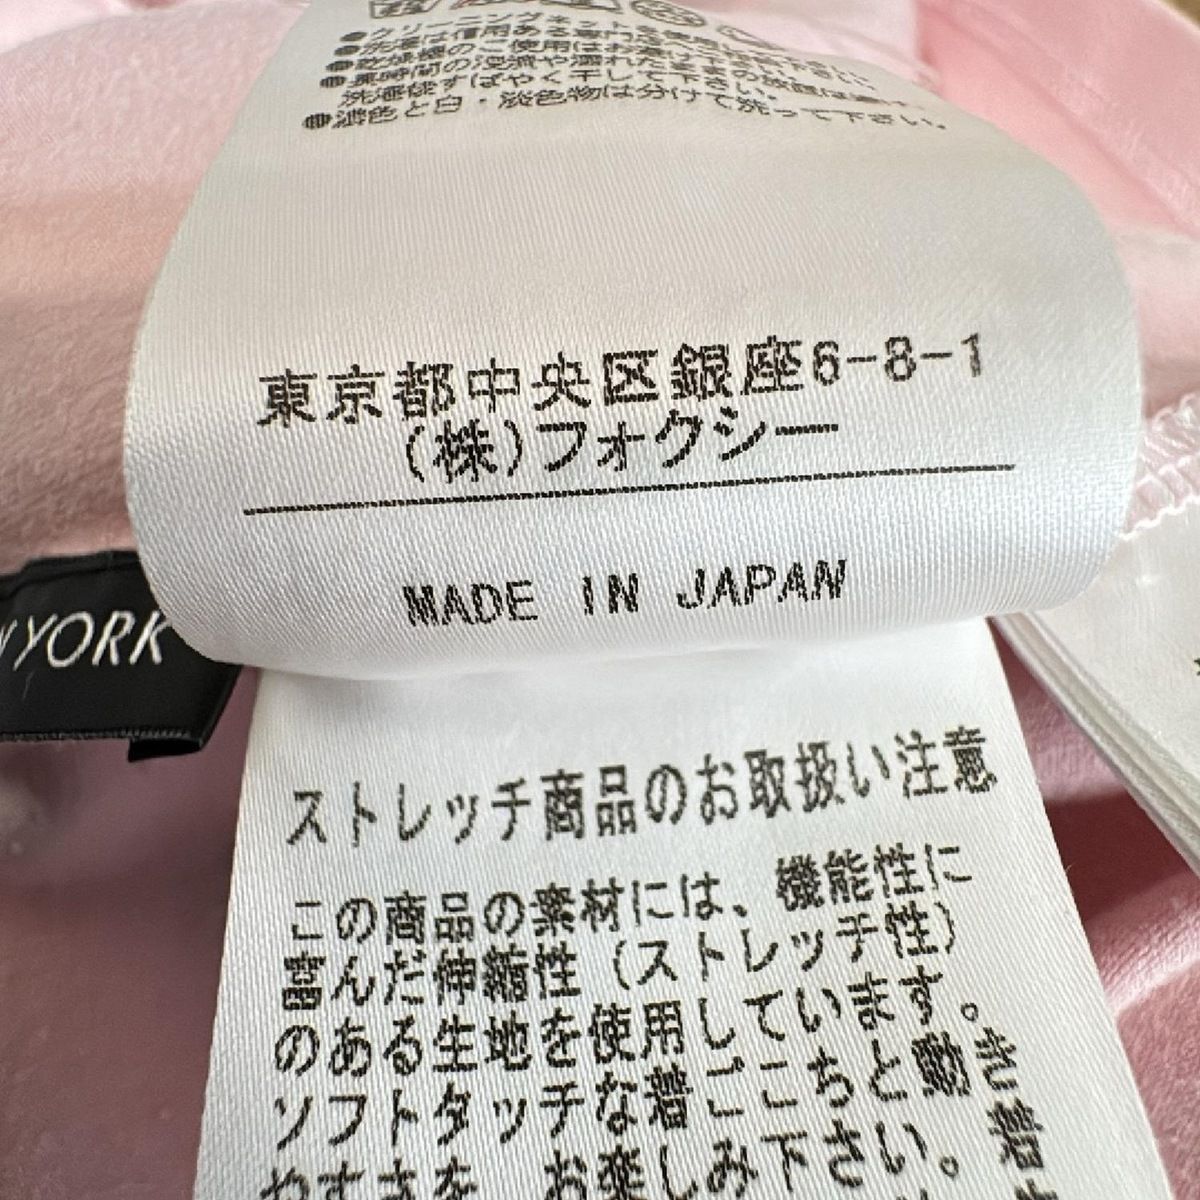 洗濯後すばやく干して下さい。
●濃色と白・淡色物は分けて洗って下さい。
東京都中央区銀座6-8-1
(株)フォクシー
MADE IN JAPAN
YORK
ストレッチ商品のお取扱い注意
この商品の素材には、機能性に
富んだ伸縮性(ストレッチ性)
のある生地を使用しています。
ソフトタッチな着ごこちと動き
やすさを、お楽しみ下さい。着